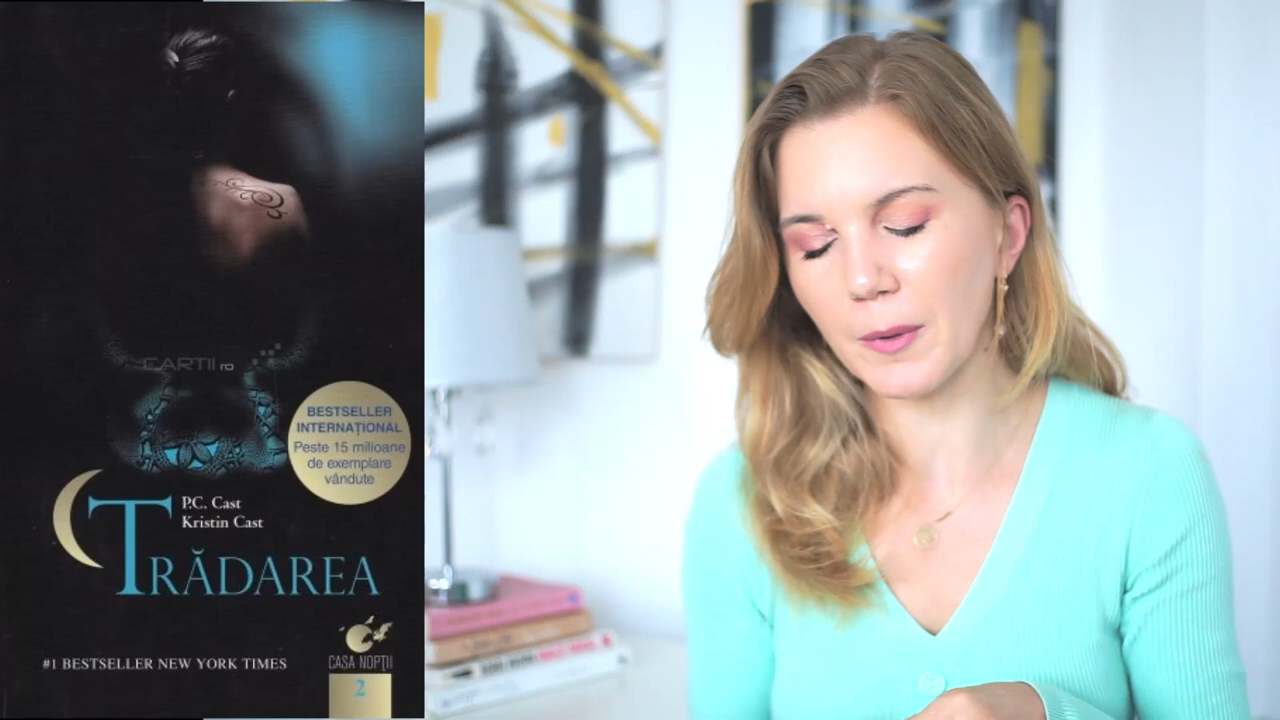 CARTII.ro
BESTSELLER
INTERNAȚIONAL
Peste 15 milioane
de exemplare
vândute
P.C. Cast
Kristin Cast
TRĂDAREA
CASA NOPȚII
2
#1 BESTSELLER NEW YORK TIMES